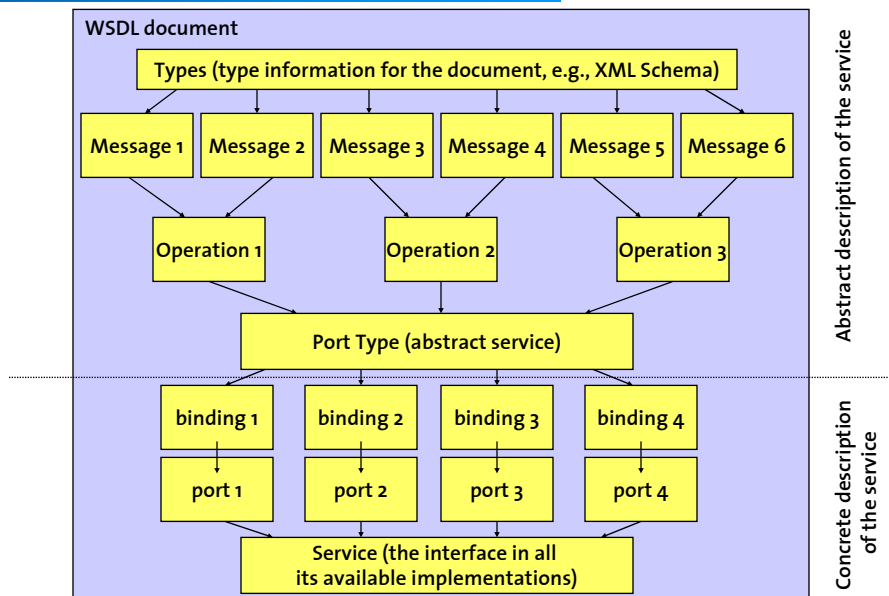 WSDL document
Types (type information for the document, e.g., XML Schema)
Message 1
Message 2
Message 3
Message 4
Message 5
Message 6
Operation 1
Operation 2
Operation 3
Port Type (abstract service)
Abstract description of the service
binding 1
binding 2
binding 3
binding 4
port 1
port 2
port 3
port 4
Service (the interface in all
its available implementations)
Concrete description
of the service